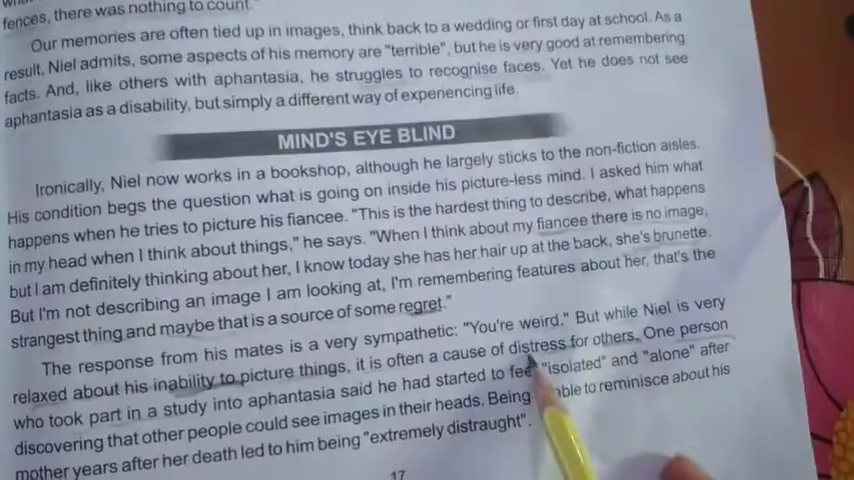 fences, there was nothing to count.
Our memories are often tied up in images, think back to a wedding or first day at school. As a
result, Niel admits, some aspects of his memory are "terrible", but he is very good at remembering
facts. And, like others with aphantasia, he struggles to recognise faces. Yet he does not see
aphantasia as a disability, but simply a different way of experiencing life.
MIND'S EYE BLIND
Ironically, Niel now works in a bookshop, although he largely sticks to the non-fiction aisles.
His condition begs the question what is going on inside his picture-less mind. I asked him what
happens when he tries to picture his fiancee. "This is the hardest thing to describe, what happens
in my head when I think about things," he says. "When I think about my fiancee there is no image,
but I am definitely thinking about her, I know today she has her hair up at the back, she's brunette.
But I'm not describing an image I am looking at, I'm remembering features about her, that's the
strangest thing and maybe that is a source of some regret."
The response from his mates is a very sympathetic: "You're weird." But while Niel is very
relaxed about his inability to picture things, it is often a cause of distress for others. One person
who took part in a study into aphantasia said he had started to "isolated" and "alone" after
discovering that other people could see images in their heads. Being to reminisce about his
mother years after her death led to him being "extremely distraught".
17